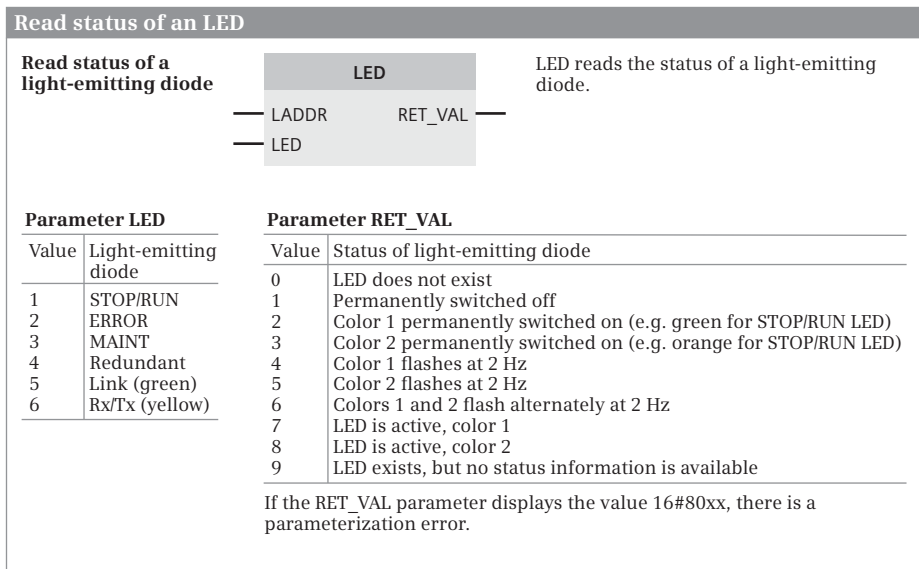 Read status of an LED
Read status of a
light-emitting diode
LED
LADDR
RET_VAL
LED
LED reads the status of a light-emitting
diode.
Parameter LED
Value Light-emitting
diode
1 STOP/RUN
2 ERROR
3 MAINT
4 Redundant
5 Link (green)
6 Rx/Tx (yellow)
Parameter RET_VAL
Value Status of light-emitting diode
0 LED does not exist
1 Permanently switched off
2 Color 1 permanently switched on (e.g. green for STOP/RUN LED)
3 Color 2 permanently switched on (e.g. orange for STOP/RUN LED)
4 Color 1 flashes at 2 Hz
5 Color 2 flashes at 2 Hz
6 Colors 1 and 2 flash alternately at 2 Hz
7 LED is active, color 1
8 LED is active, color 2
9 LED exists, but no status information is available
If the RET_VAL parameter displays the value 16#80xx, there is a
parameterization error.